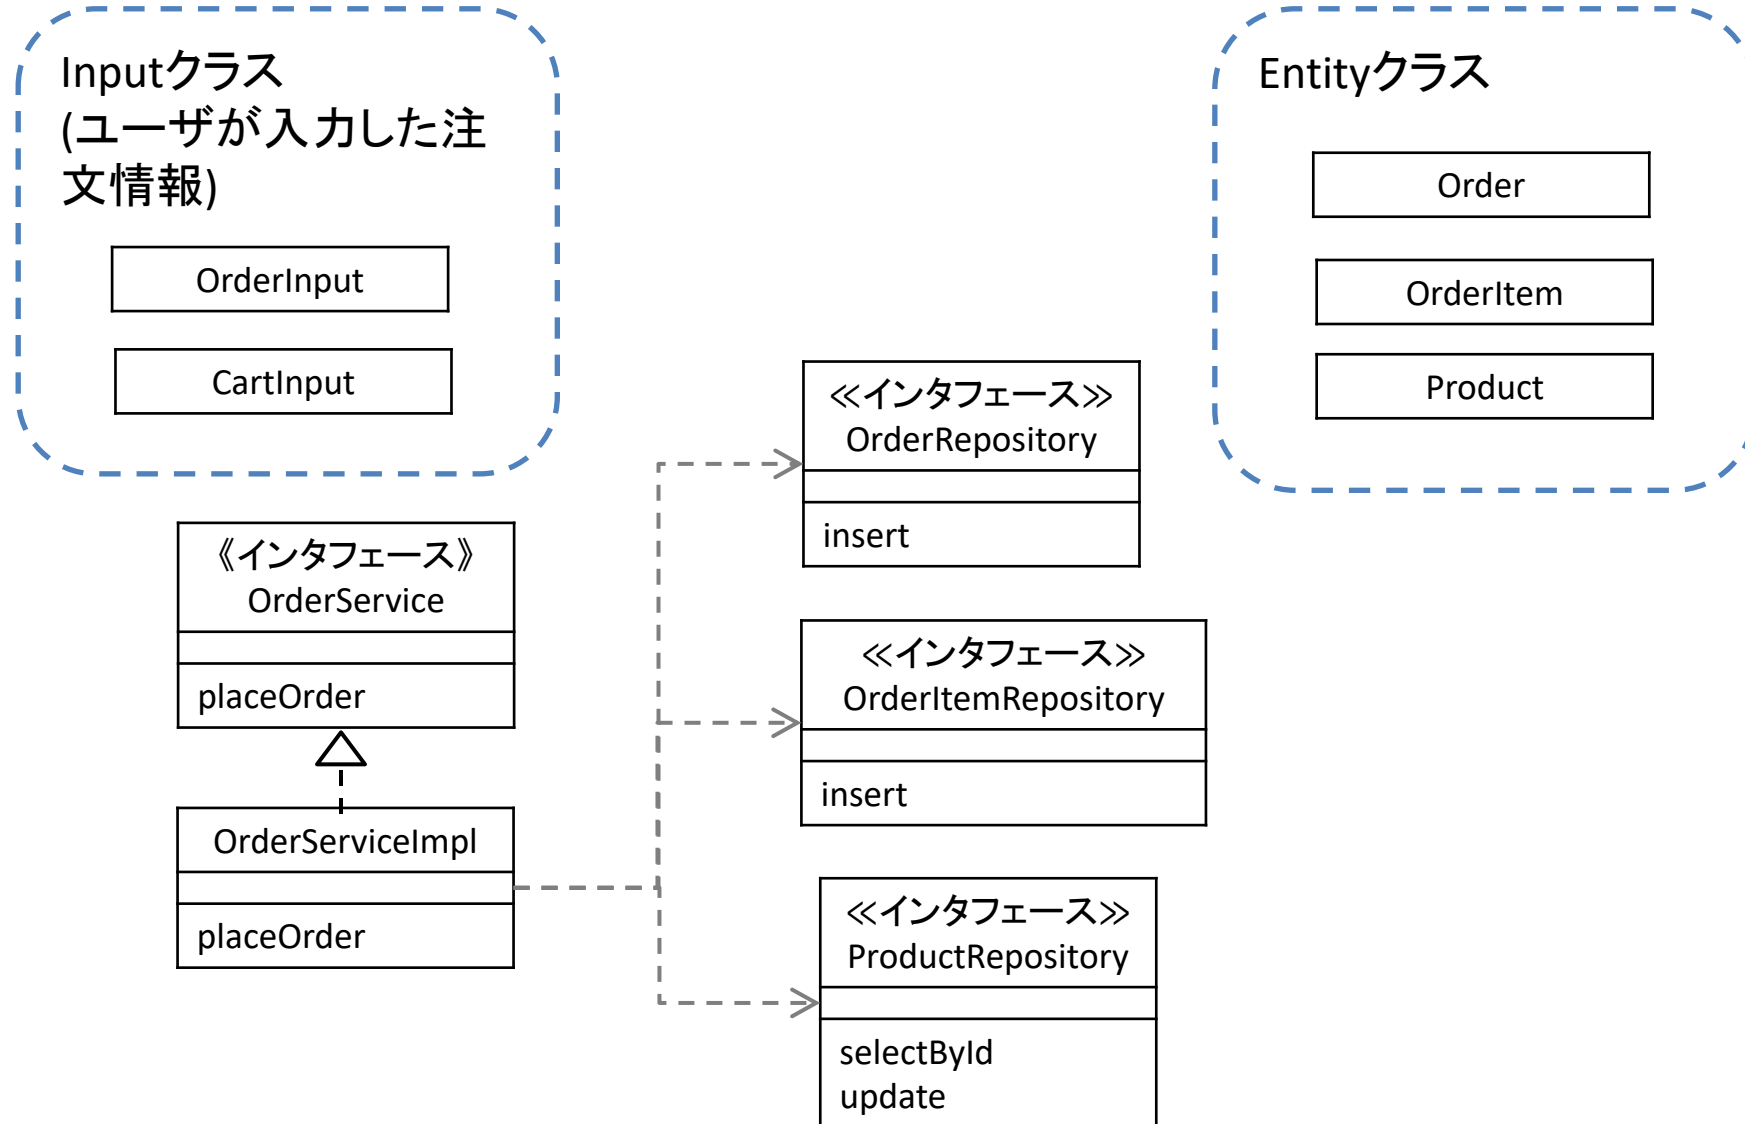 Inputクラス
(ユーザが入力した注
文情報)
OrderInput
CartInput
Entityクラス
Order
OrderItem
Product
《インタフェース》
OrderService
placeOrder
OrderServiceImpl
placeOrder
≪インタフェース≫
OrderRepository
insert
≪インタフェース≫
OrderItemRepository
insert
≪インタフェース≫
ProductRepository
selectById
update